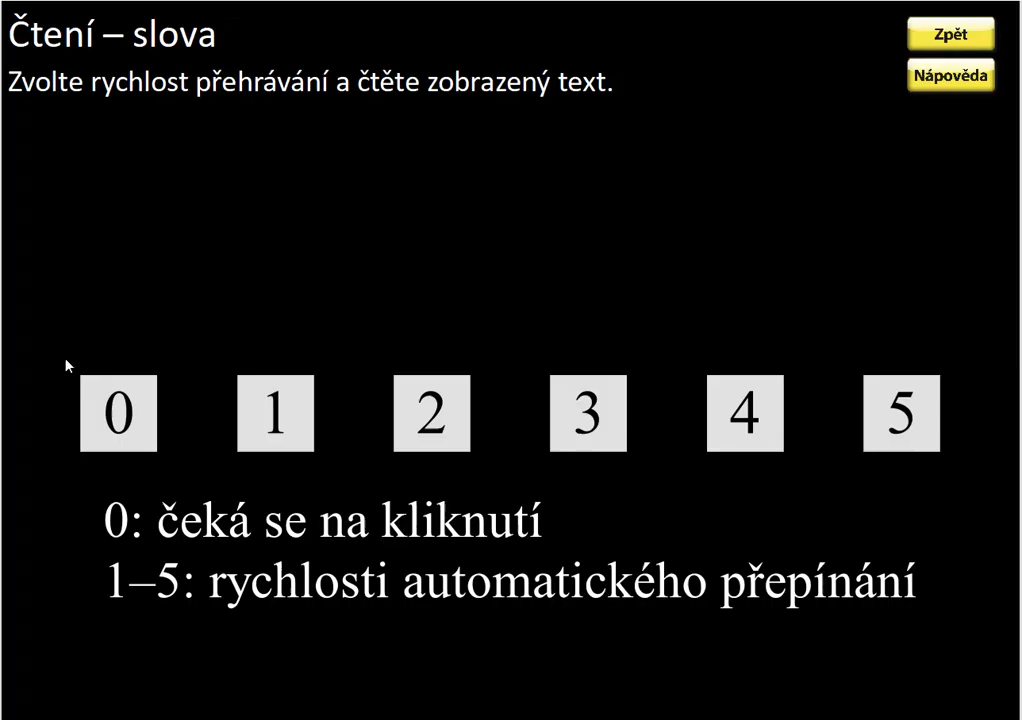 Čtení – slova
Zpět
Zvolte rychlost přehrávání a čtěte zobrazený text.
Nápověda
0 1 2 3 4 5
0: čeká se na kliknutí
1–5: rychlosti automatického přepínání